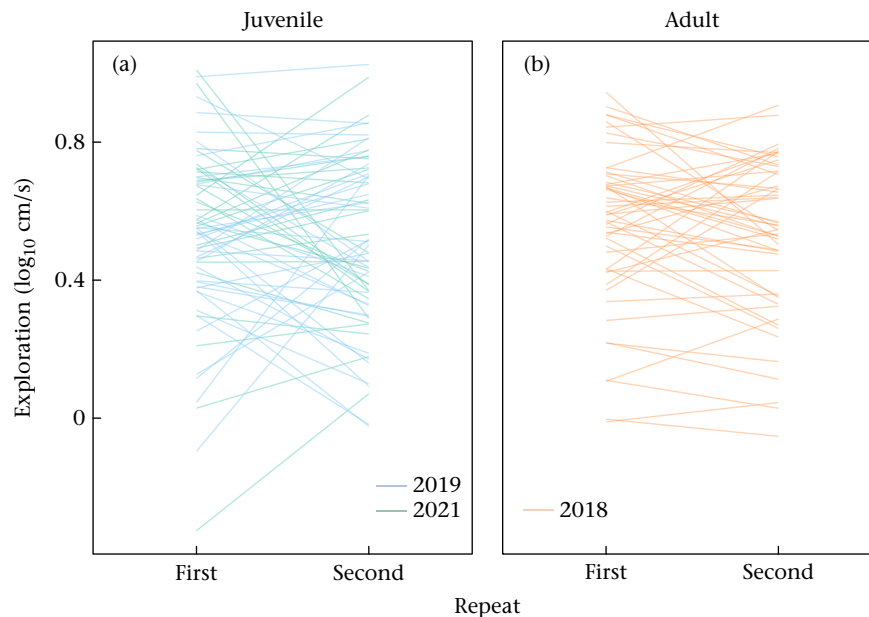 Juvenile
Adult
(a)
(b)
0.8
0.4
0
Exploration (log₁₀ cm/s)
2019
2021
2018
First
Second
First
Second
Repeat